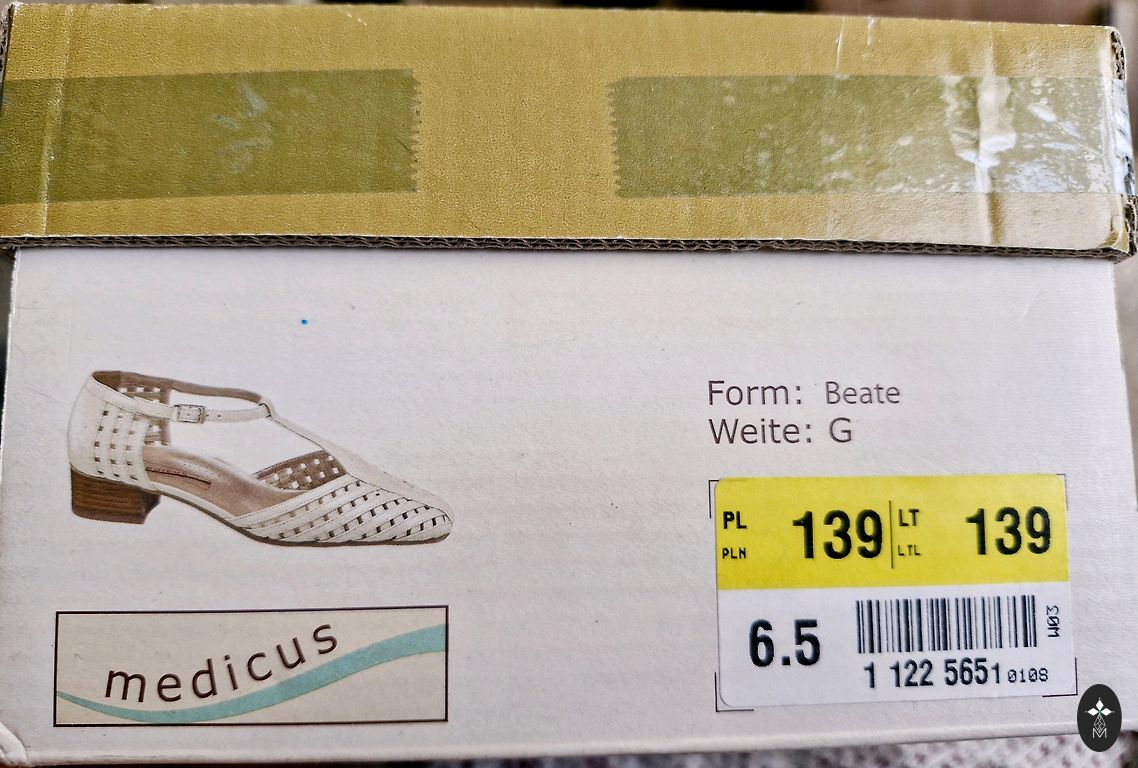 Form: Beate
Weite: G
PL 139 LT 139
PLN LTL
6.5
W03
1 122 5651 0108
medicus
M